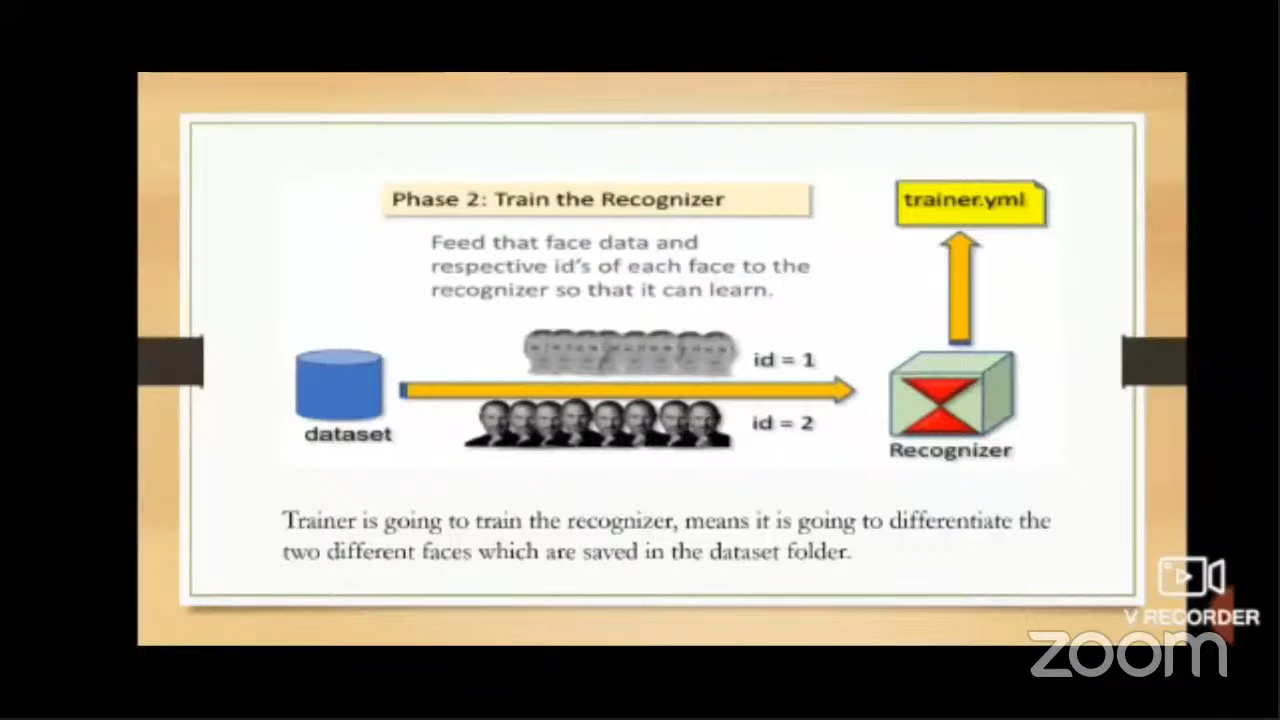 Phase 2: Train the Recognizer
trainer.yml
Feed that face data and
respective id's of each face to the
recognizer so that it can learn.
id = 1
id = 2
dataset
Recognizer
Trainer is going to train the recognizer, means it is going to differentiate the
two different faces which are saved in the dataset folder.
V RECORDER
zoom